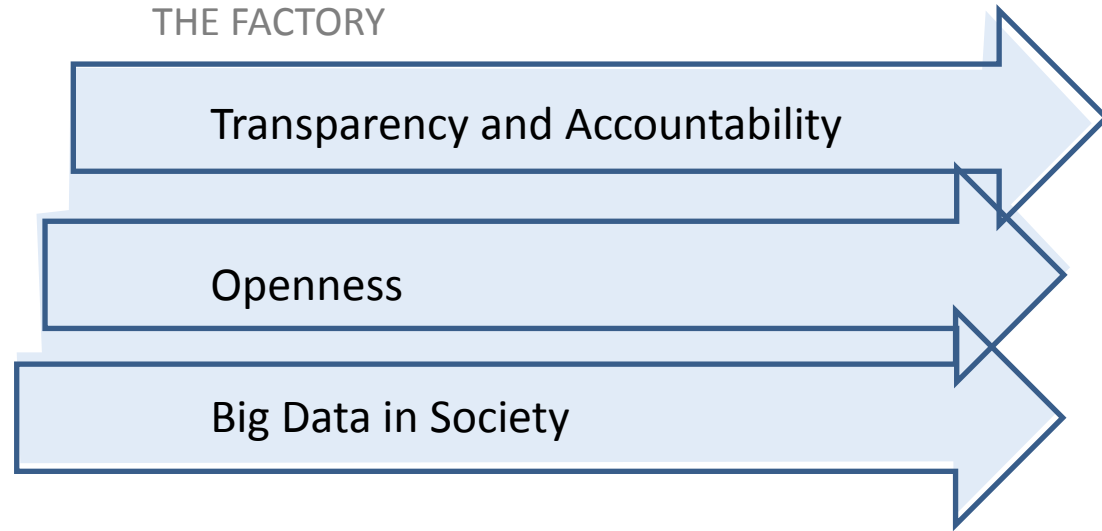 THE FACTORY
Transparency and Accountability
Openness
Big Data in Society